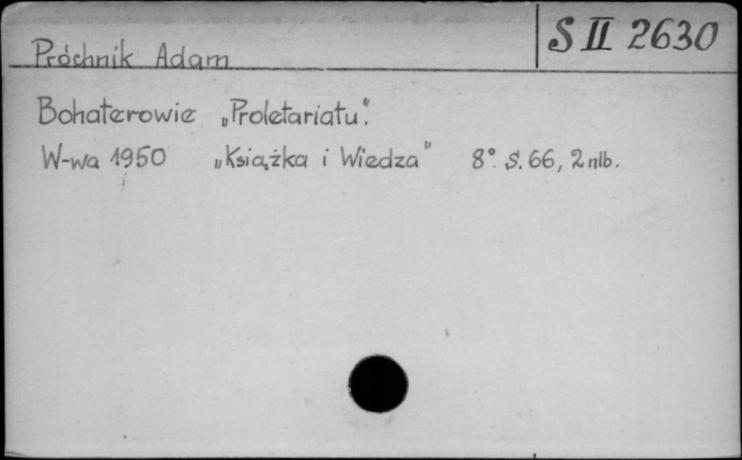 S II 2630
Próchnik Adam
Bohaterowie „Proletariatu".
W-wa 1950 „Książka i Wiedza" 8° S. 66, 2 nlb.